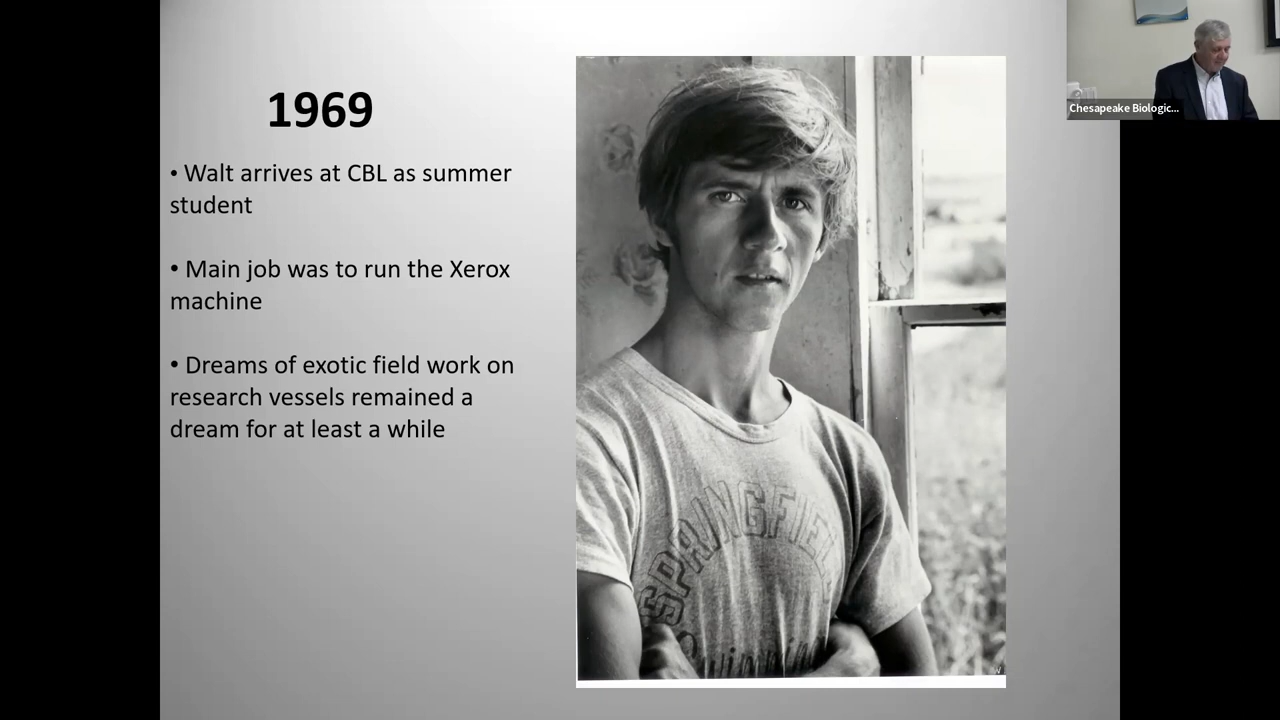 1969
• Walt arrives at CBL as summer
student
• Main job was to run the Xerox
machine
• Dreams of exotic field work on
research vessels remained a
dream for at least a while
SPRINGFIEL
Swimming
Chesapeake Biologic...